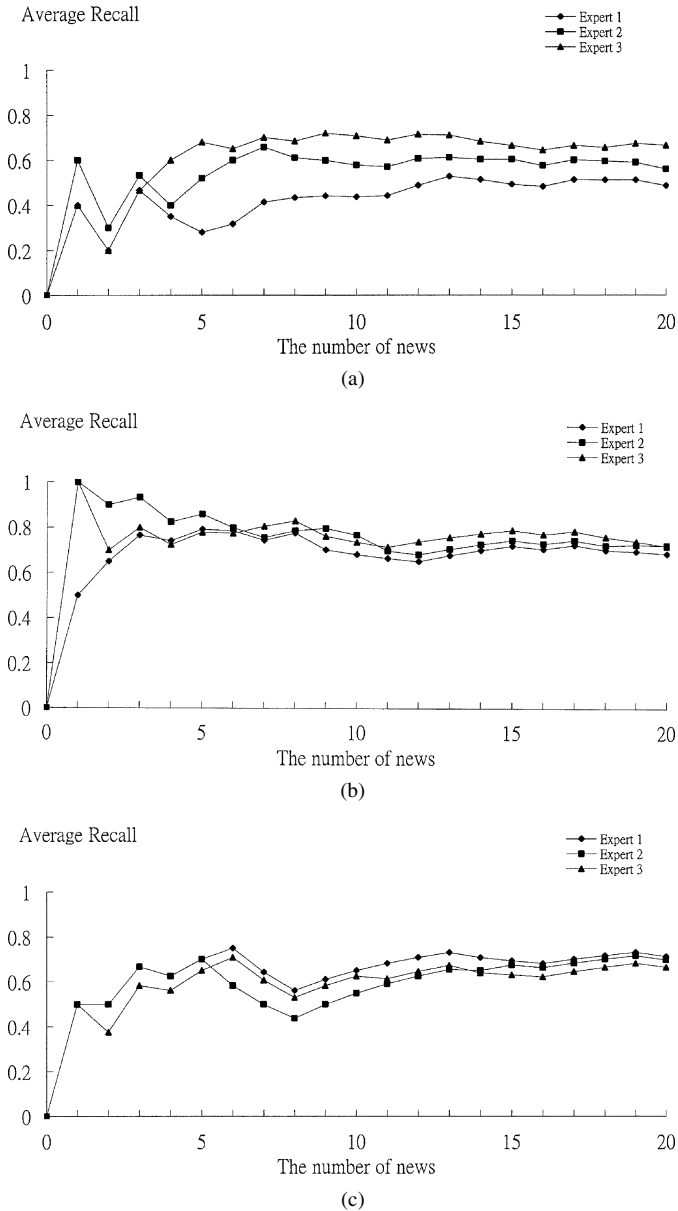 Average Recall
Expert 1
Expert 2
Expert 3
1
0.8
0.6
0.4
0.2
0
0 5 10 15 20
The number of news
(a)
Average Recall
Expert 1
Expert 2
Expert 3
1
0.8
0.6
0.4
0.2
0
0 5 10 15 20
The number of news
(b)
Average Recall
Expert 1
Expert 2
Expert 3
1
0.8
0.6
0.4
0.2
0
0 5 10 15 20
The number of news
(c)